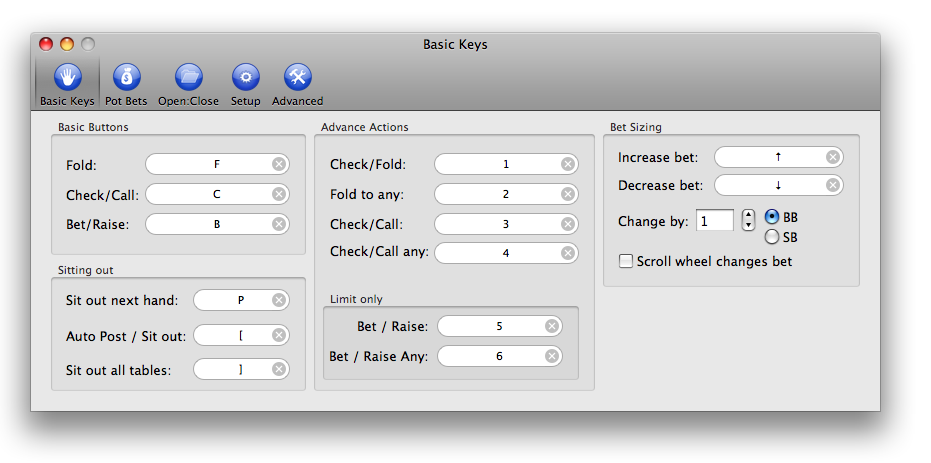 Basic Keys
Basic Keys Pot Bets Open:Close Setup Advanced
Basic Buttons
Fold: F
Check/Call: C
Bet/Raise: B
Sitting out
Sit out next hand: P
Auto Post / Sit out: [
Sit out all tables: ]
Advance Actions
Check/Fold: 1
Fold to any: 2
Check/Call: 3
Check/Call any: 4
Limit only
Bet / Raise: 5
Bet / Raise Any: 6
Bet Sizing
Increase bet: ↑
Decrease bet: ↓
Change by: 1 BB
SB
Scroll wheel changes bet